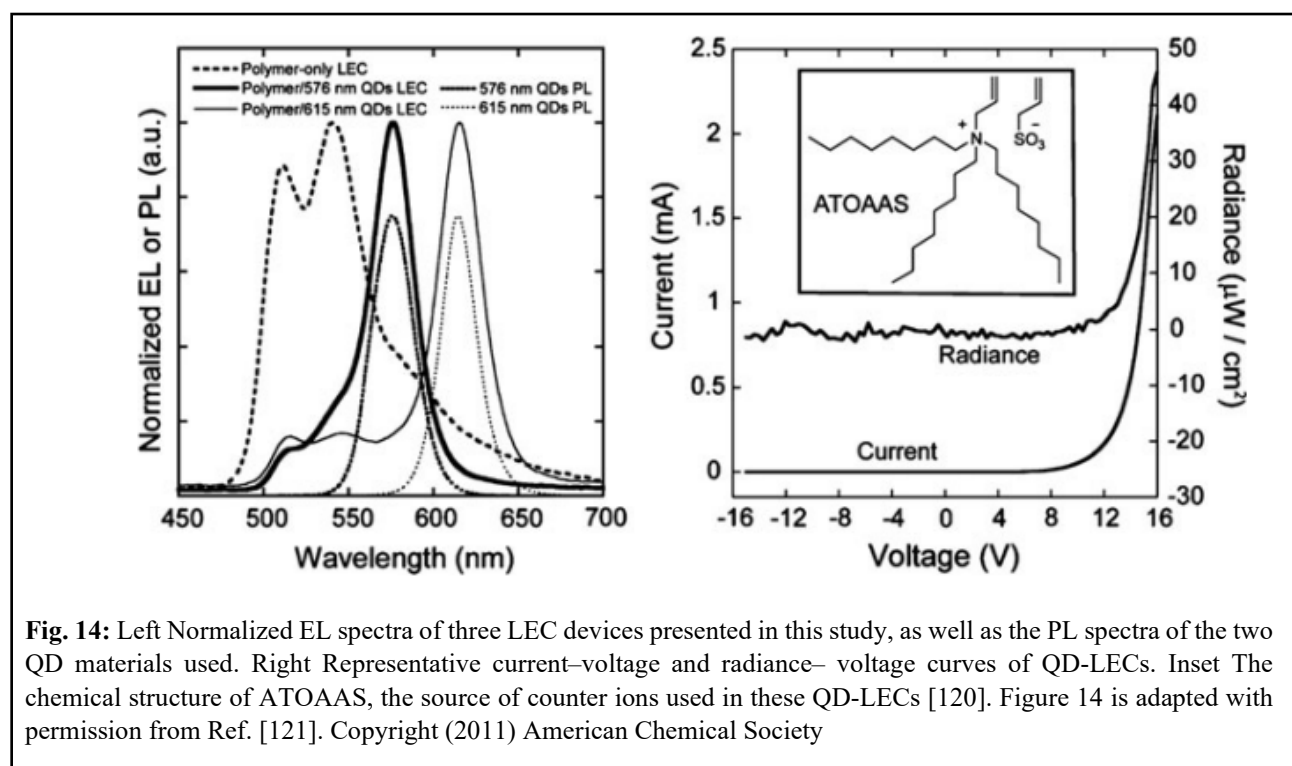 Normalized EL or PL (a.u.)
Polymer-only LEC
Polymer/576 nm QDs LEC
576 nm QDs PL
Polymer/615 nm QDs LEC
615 nm QDs PL
450 500 550 600 650 700
Wavelength (nm)
Current (mA)
2.5
2
1.5
1
0.5
0
ATOAAS
+
N
SO3
−
Radiance
Current
-16 -12 -8 -4 0 4 8 12 16
Voltage (V)
50
40
30
20
10
0
-10
-20
-30
Radiance (μW / cm²)
Fig. 14: Left Normalized EL spectra of three LEC devices presented in this study, as well as the PL spectra of the two
QD materials used. Right Representative current–voltage and radiance– voltage curves of QD-LECs. Inset The
chemical structure of ATOAAS, the source of counter ions used in these QD-LECs [120]. Figure 14 is adapted with
permission from Ref. [121]. Copyright (2011) American Chemical Society